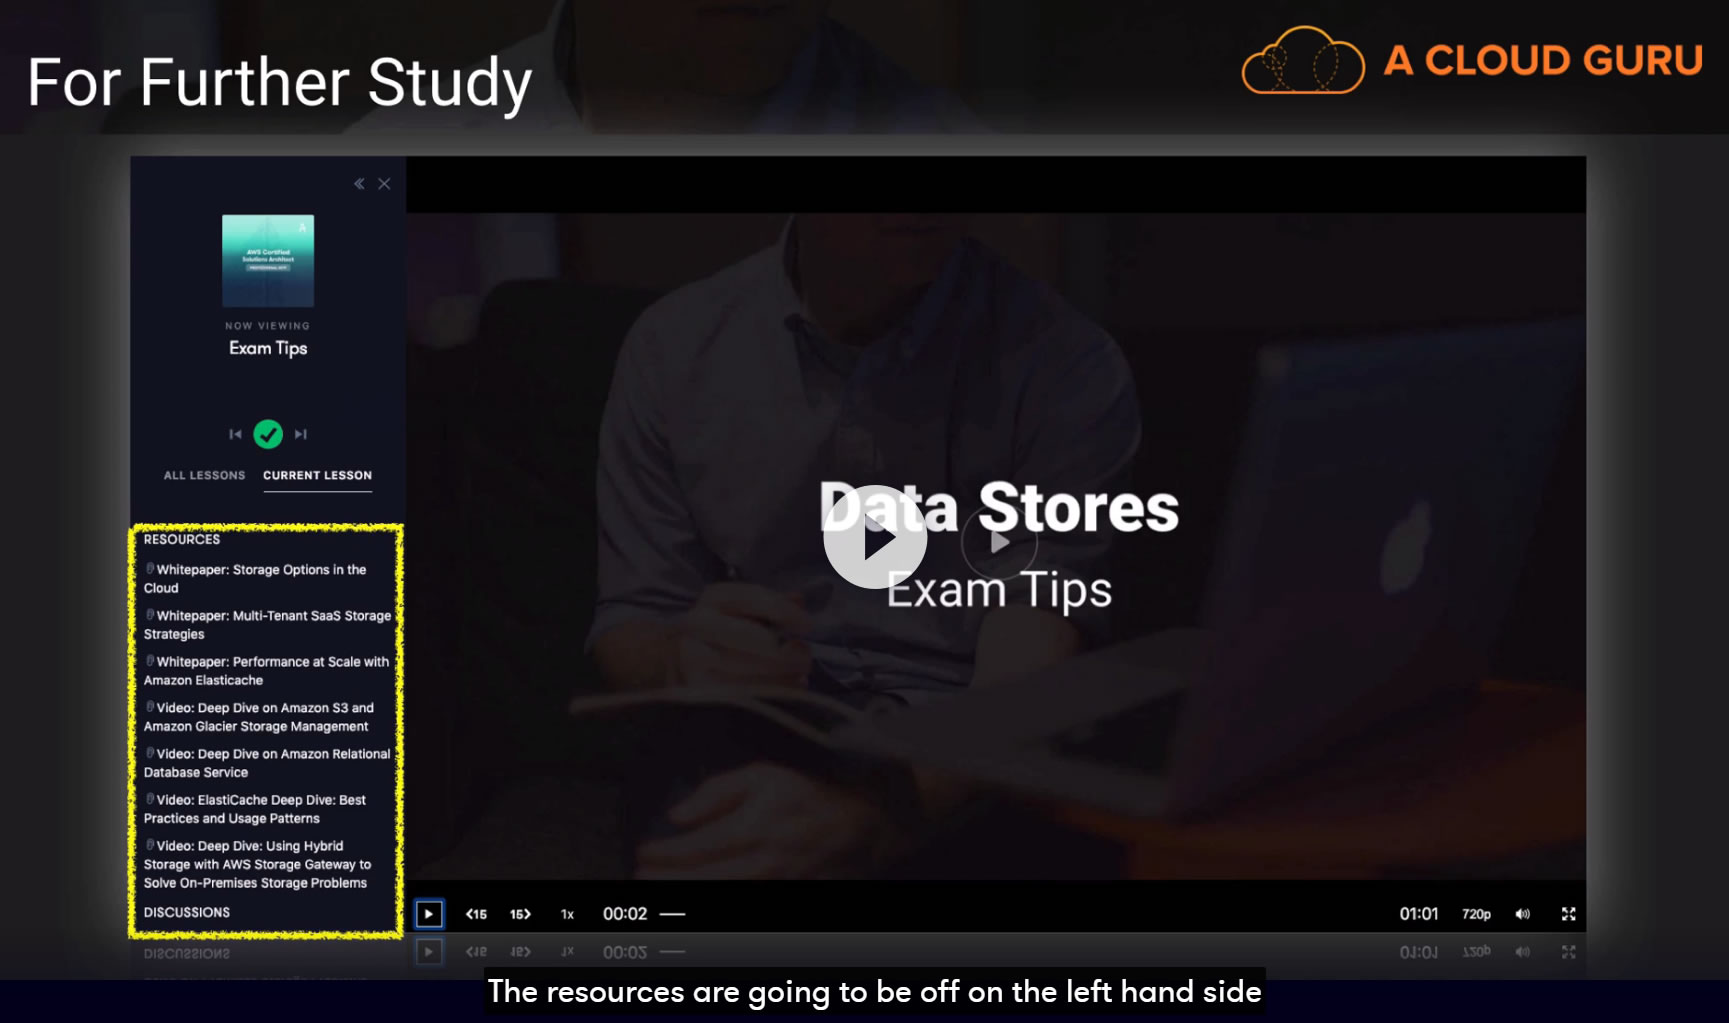 For Further Study
A CLOUD GURU
AWS Certified
Solutions Architect
NOW VIEWING
Exam Tips
ALL LESSONS
CURRENT LESSON
RESOURCES
Whitepaper: Storage Options in the
Cloud
Whitepaper: Multi-Tenant SaaS Storage
Strategies
Whitepaper: Performance at Scale with
Amazon Elasticache
Video: Deep Dive on Amazon S3 and
Amazon Glacier Storage Management
Video: Deep Dive on Amazon Relational
Database Service
Video: ElastiCache Deep Dive: Best
Practices and Usage Patterns
Video: Deep Dive: Using Hybrid
Storage with AWS Storage Gateway to
Solve On-Premises Storage Problems
DISCUSSIONS
Data Stores
Exam Tips
<15 15> 1x 00:02 01:01 720p
The resources are going to be off on the left hand side